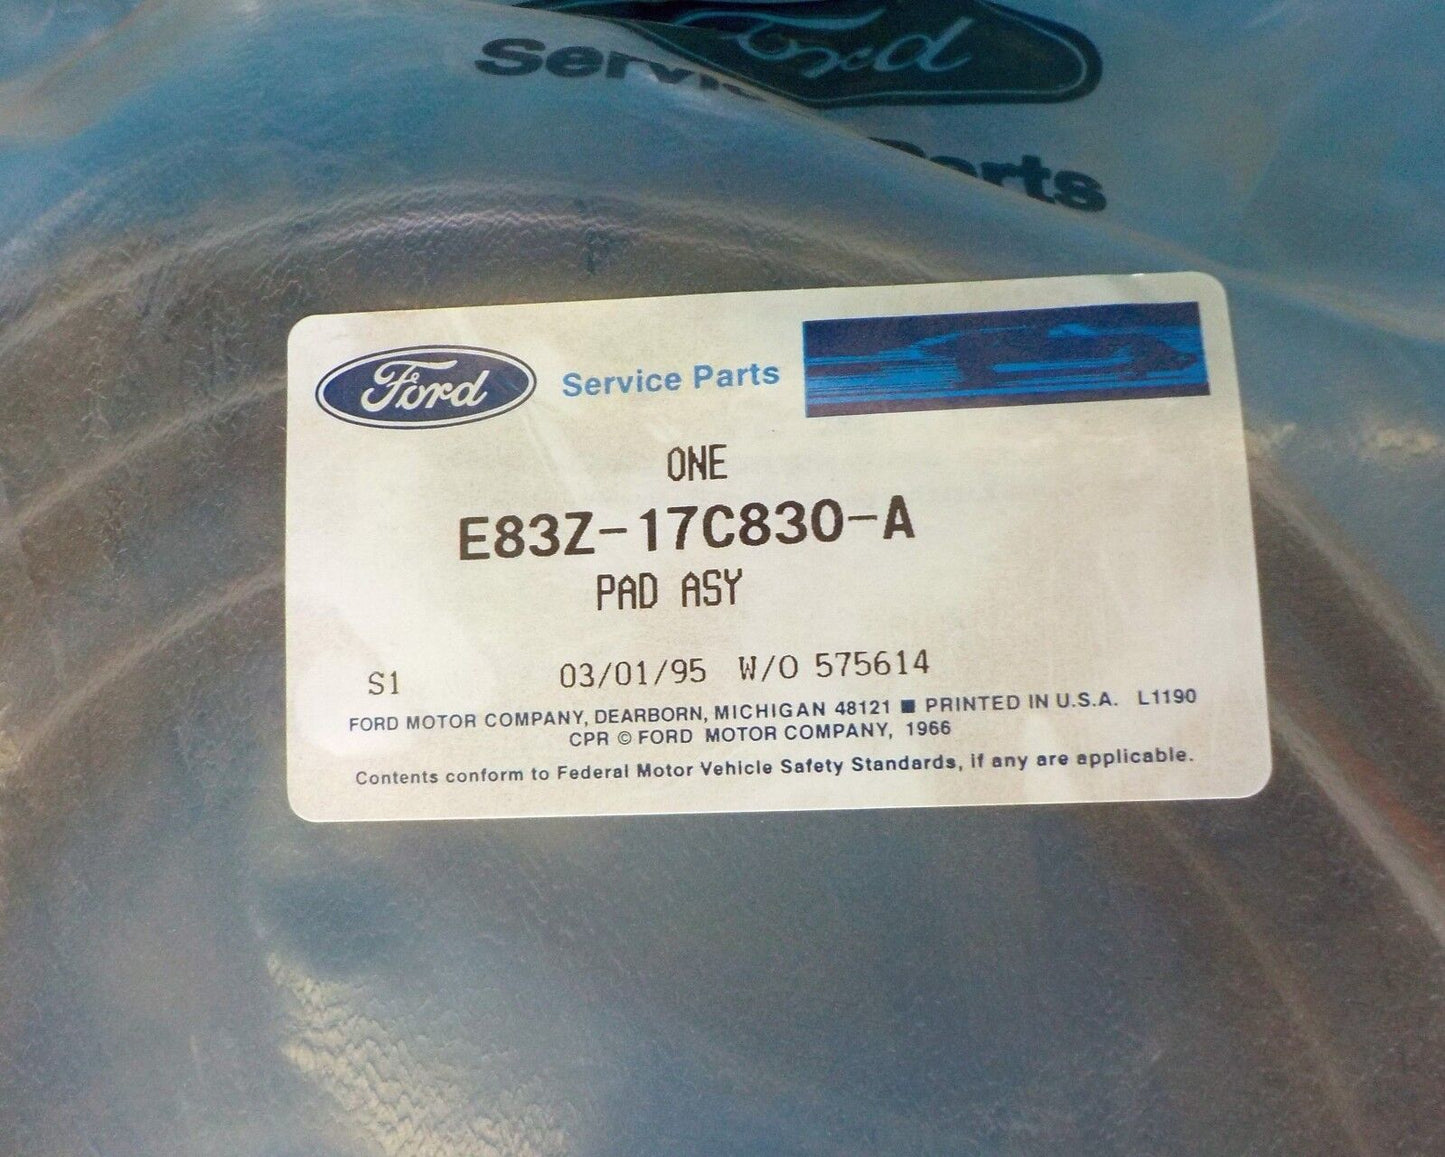 Ford
Service Parts
Ford
Service Parts
ONE
E83Z-17C830-A
PAD ASY
S1 03/01/95 W/O 575614
FORD MOTOR COMPANY, DEARBORN, MICHIGAN 48121 ■ PRINTED IN U.S.A. L1190
CPR © FORD MOTOR COMPANY, 1966
Contents conform to Federal Motor Vehicle Safety Standards, if any are applicable.